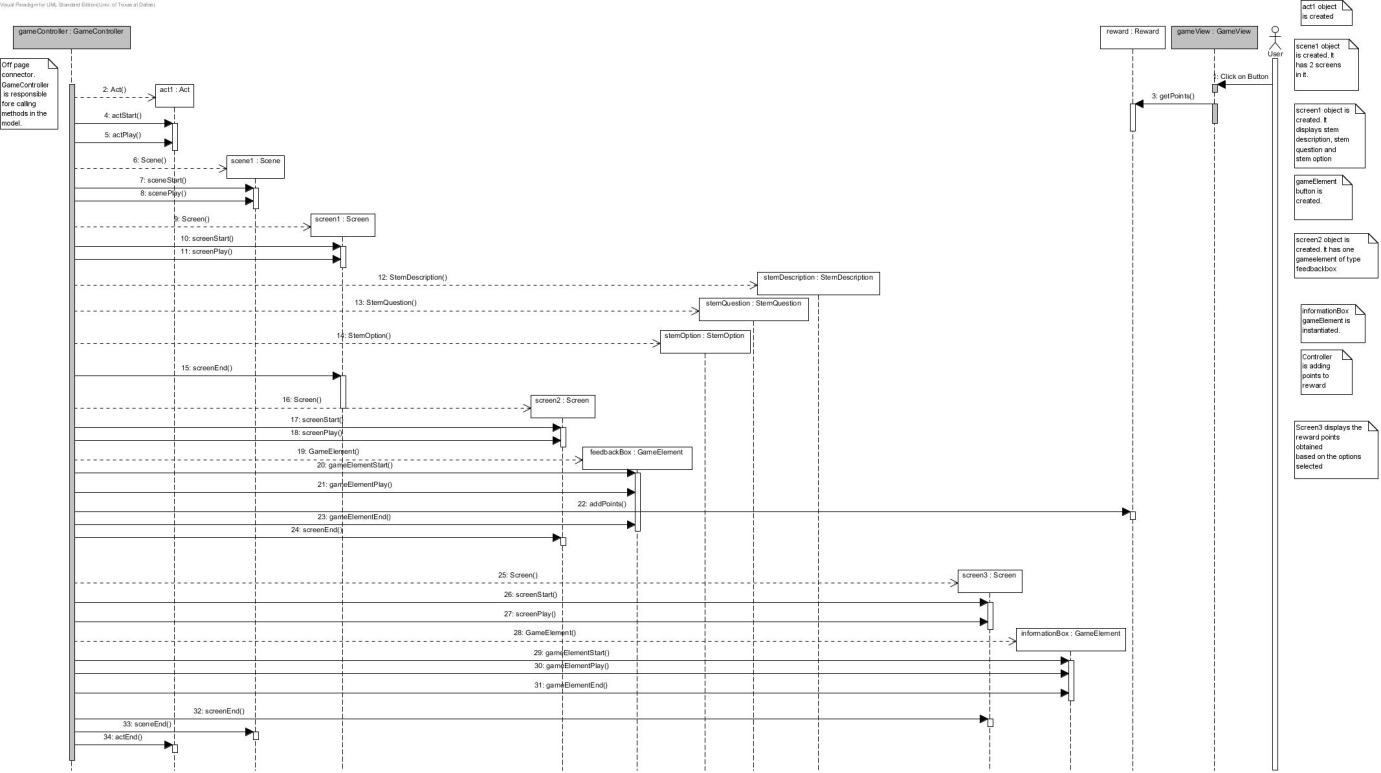 Visual Paradigm for UML Standard Edition(Univ. of Texas at Dallas)
gameController : GameController
reward : Reward
gameView : GameView
User
act1 object
is created
Off page
connector.
GameController
is responsible
fore calling
methods in the
model.
scene1 object
is created. It
has 2 screens
in it.
: Click on Button
2: Act()
act1 : Act
3: getPoints()
4: actStart()
5: actPlay()
screen1 object is
created. It
displays stem
description, stem
question and
stem option
6: Scene()
scene1 : Scene
7: sceneStart()
8: scenePlay()
gameElement
button is
created.
9: Screen()
screen1 : Screen
10: screenStart()
11: screenPlay()
screen2 object is
created. It has one
gameelement of type
feedbackbox
12: StemDescription()
stemDescription : StemDescription
13: StemQuestion()
stemQuestion : StemQuestion
informationBox
gameElement is
instantiated.
14: StemOption()
stemOption : StemOption
Controller
is adding
points to
reward
15: screenEnd()
16: Screen()
screen2 : Screen
17: screenStart()
18: screenPlay()
Screen3 displays the
reward points
obtained
based on the options
selected
19: GameElement()
feedbackBox : GameElement
20: gameElementStart()
21: gameElementPlay()
22: addPoints()
23: gameElementEnd()
24: screenEnd()
25: Screen()
screen3 : Screen
26: screenStart()
27: screenPlay()
28: GameElement()
informationBox : GameElement
29: gameElementStart()
30: gameElementPlay()
31: gameElementEnd()
32: screenEnd()
33: sceneEnd()
34: actEnd()